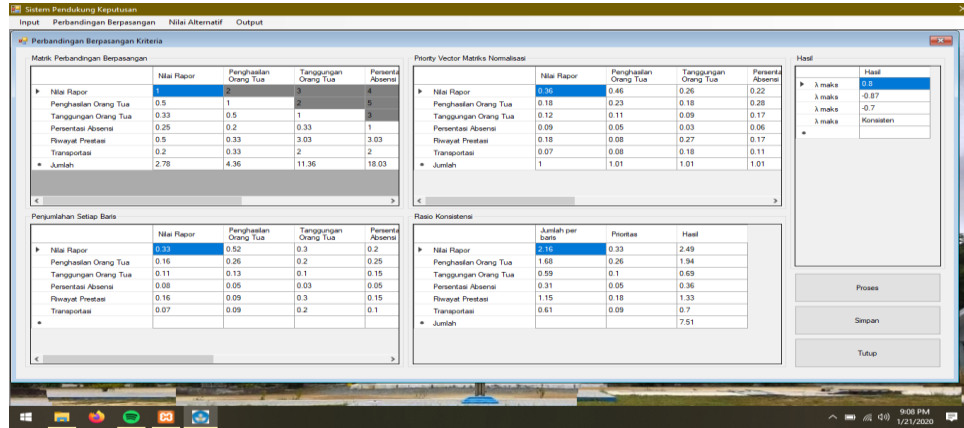 Sistem Pendukung Keputusan
Input Perbandingan Berpasangan Nilai Alternatif Output
Perbandingan Berpasangan Kriteria
Matrik Perbandingan Berpasangan
Nilai Rapor Penghasilan Orang Tua Tanggungan Orang Tua Persenta Absensi
Nilai Rapor 1 2 3 4
Penghasilan Orang Tua 0.5 1 2 5
Tanggungan Orang Tua 0.33 0.5 1 3
Persentasi Absensi 0.25 0.2 0.33 1
Riwayat Prestasi 0.5 0.33 3.03 3.03
Transportasi 0.2 0.33 2 2
Jumlah 2.78 4.36 11.36 18.03
Priority Vector Matriks Normalisasi
Nilai Rapor Penghasilan Orang Tua Tanggungan Orang Tua Persenta Absensi
Nilai Rapor 0.36 0.46 0.26 0.22
Penghasilan Orang Tua 0.18 0.23 0.18 0.28
Tanggungan Orang Tua 0.12 0.11 0.09 0.17
Persentasi Absensi 0.09 0.05 0.03 0.06
Riwayat Prestasi 0.18 0.08 0.27 0.17
Transportasi 0.07 0.08 0.18 0.11
Jumlah 1 1.01 1.01 1.01
Hasil
Hasil
λ maks 0.8
λ maks -0.87
λ maks -0.7
λ maks Konsisten
Penjumlahan Setiap Baris
Nilai Rapor Penghasilan Orang Tua Tanggungan Orang Tua Persenta Absensi
Nilai Rapor 0.33 0.52 0.3 0.2
Penghasilan Orang Tua 0.16 0.26 0.2 0.25
Tanggungan Orang Tua 0.11 0.13 0.1 0.15
Persentasi Absensi 0.08 0.05 0.03 0.05
Riwayat Prestasi 0.16 0.09 0.3 0.15
Transportasi 0.07 0.09 0.2 0.1
Rasio Konsistensi
Jumlah per baris Prioritas Hasil
Nilai Rapor 2.16 0.33 2.49
Penghasilan Orang Tua 1.68 0.26 1.94
Tanggungan Orang Tua 0.59 0.1 0.69
Persentasi Absensi 0.31 0.05 0.36
Riwayat Prestasi 1.15 0.18 1.33
Transportasi 0.61 0.09 0.7
Jumlah 7.51
Proses
Simpan
Tutup
9:08 PM
1/21/2020